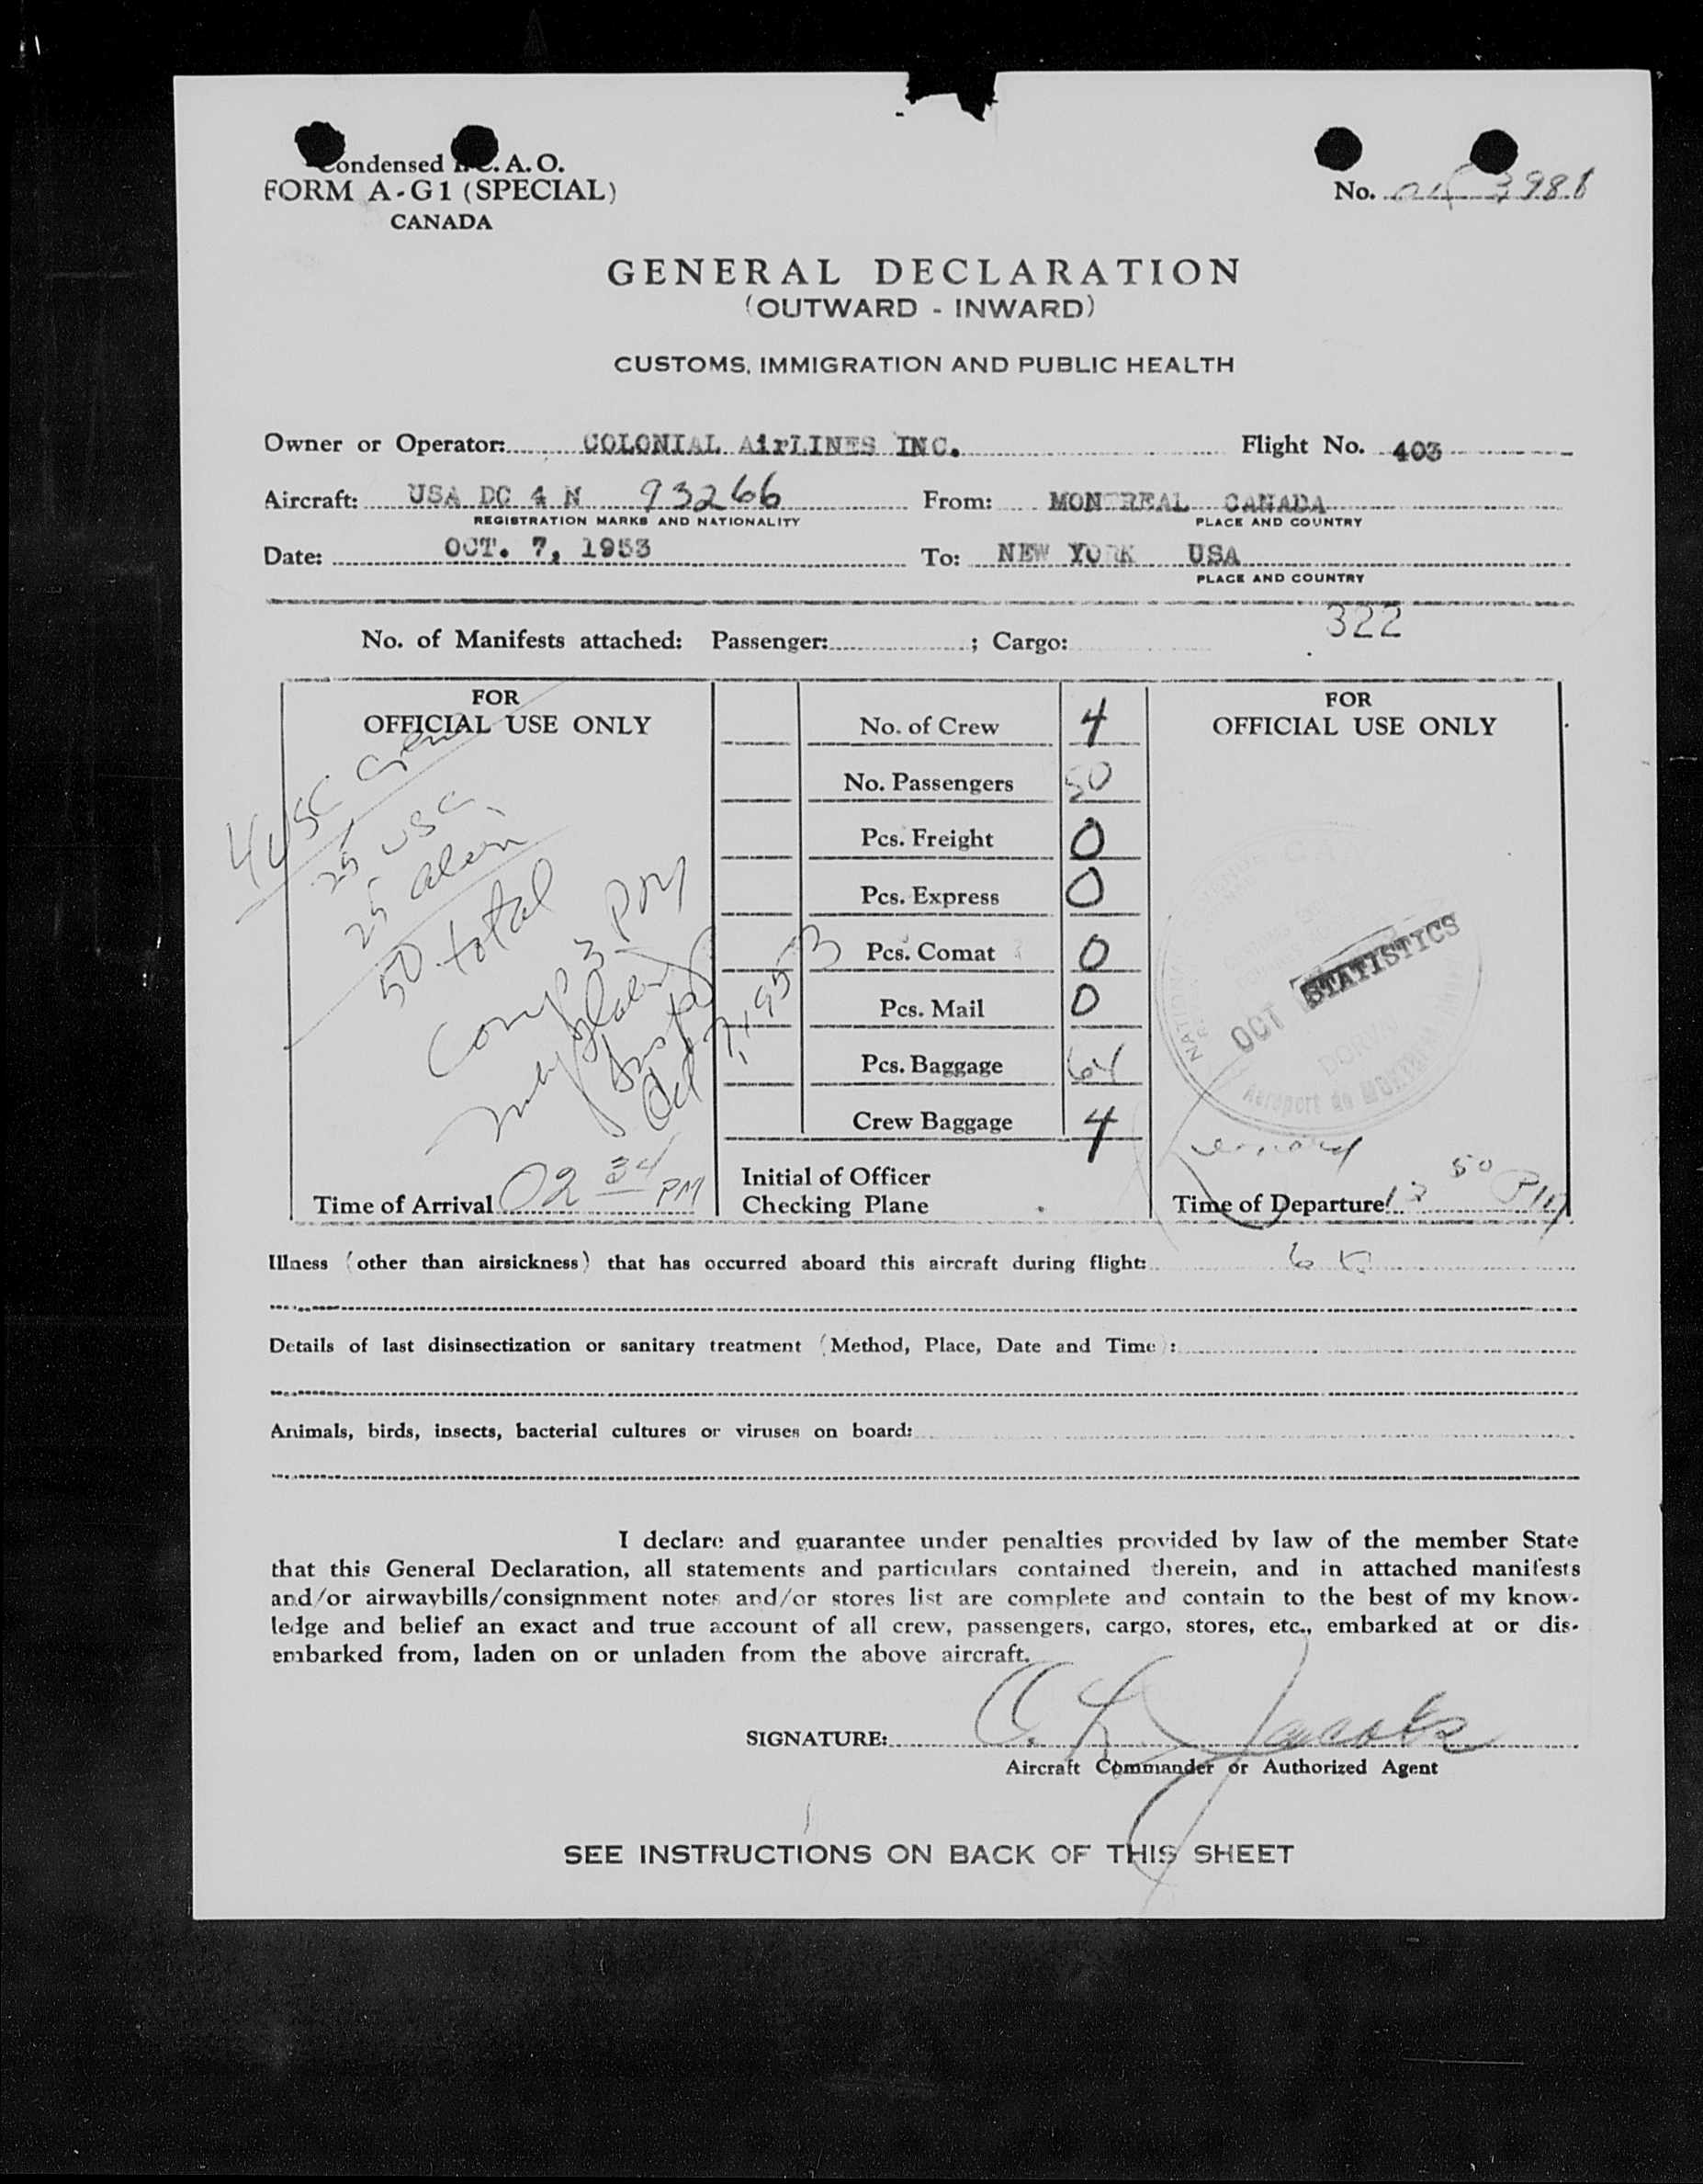 Condensed I.C.A.O.
FORM A-G1 (SPECIAL)
CANADA
No. 3981
GENERAL DECLARATION
(OUTWARD - INWARD)
CUSTOMS, IMMIGRATION AND PUBLIC HEALTH
Owner or Operator: COLONIAL AirLINES INC. Flight No. 403
Aircraft: USA DC 4 N 93266 From: MONTREAL CANADA
REGISTRATION MARKS AND NATIONALITY PLACE AND COUNTRY
Date: OCT. 7, 1953 To: NEW YORK USA
PLACE AND COUNTRY
322
No. of Manifests attached: Passenger: ; Cargo:
FOR
OFFICIAL USE ONLY
4 USC
25 USC
25 alien
50 total
Oct 7, 1953
Time of Arrival 02 34 PM
No. of Crew 4
No. Passengers 50
Pcs. Freight 0
Pcs. Express 0
Pcs. Comat 0
Pcs. Mail 0
Pcs. Baggage 64
Crew Baggage 4
Initial of Officer
Checking Plane
FOR
OFFICIAL USE ONLY
OCT STATISTICS
DORVAL
Aéroport de MONTRÉAL
Time of Departure 12 50 PM
Illness (other than airsickness) that has occurred aboard this aircraft during flight:
Details of last disinsectization or sanitary treatment (Method, Place, Date and Time):
Animals, birds, insects, bacterial cultures or viruses on board:
I declare and guarantee under penalties provided by law of the member State
that this General Declaration, all statements and particulars contained therein, and in attached manifests
and/or airwaybills/consignment notes and/or stores list are complete and contain to the best of my know-
ledge and belief an exact and true account of all crew, passengers, cargo, stores, etc., embarked at or dis-
embarked from, laden on or unladen from the above aircraft.
SIGNATURE: C. L. Jacobs
Aircraft Commander or Authorized Agent
SEE INSTRUCTIONS ON BACK OF THIS SHEET